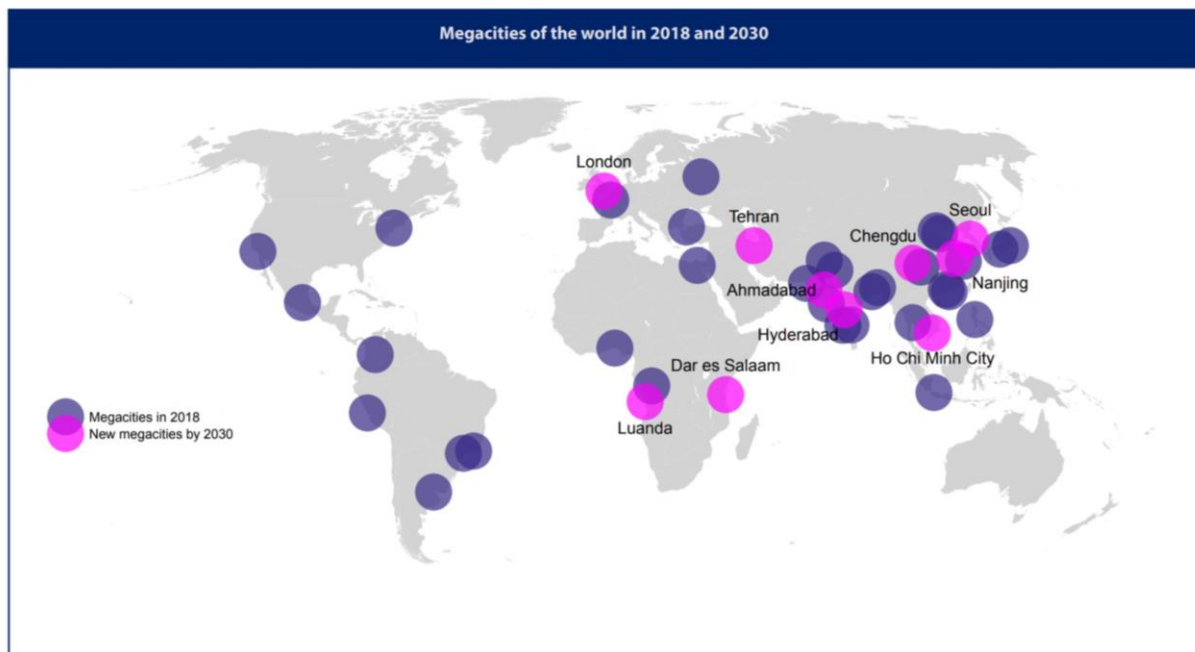 Megacities of the world in 2018 and 2030
London
Seoul
Tehran
Chengdu
Ahmadabad
Nanjing
Hyderabad
Ho Chi Minh City
Dar es Salaam
Luanda
Megacities in 2018
New megacities by 2030